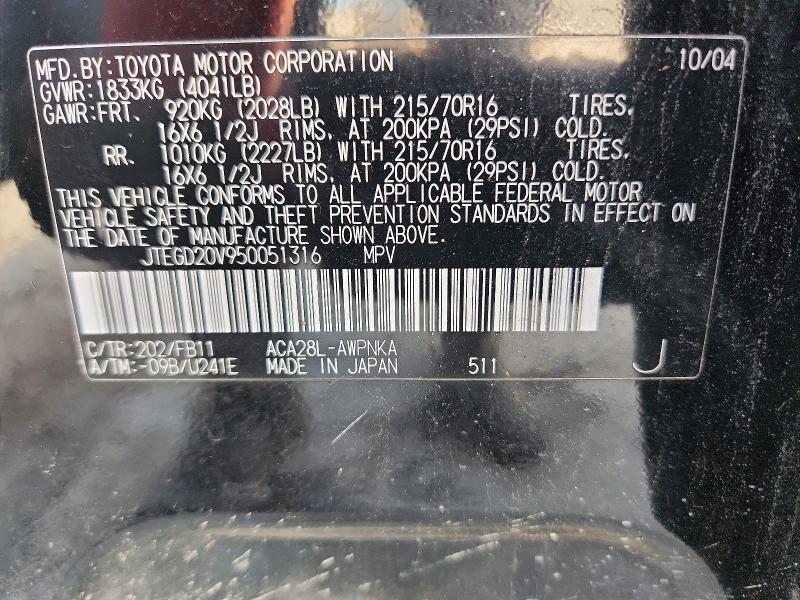 MFD.BY:TOYOTA MOTOR CORPORATION 10/04
GVWR:1833KG (4041LB)
GAWR:FRT. 920KG (2028LB) WITH 215/70R16 TIRES,
16X6 1/2J RIMS, AT 200KPA (29PSI) COLD.
RR. 1010KG (2227LB) WITH 215/70R16 TIRES,
16X6 1/2J RIMS, AT 200KPA (29PSI) COLD.
THIS VEHICLE CONFORMS TO ALL APPLICABLE FEDERAL MOTOR
VEHICLE SAFETY AND THEFT PREVENTION STANDARDS IN EFFECT ON
THE DATE OF MANUFACTURE SHOWN ABOVE.
JTEGD20V950051316 MPV
C/TR:202/FB11 ACA28L-AWPNKA
A/TM:-09B/U241E MADE IN JAPAN 511 J